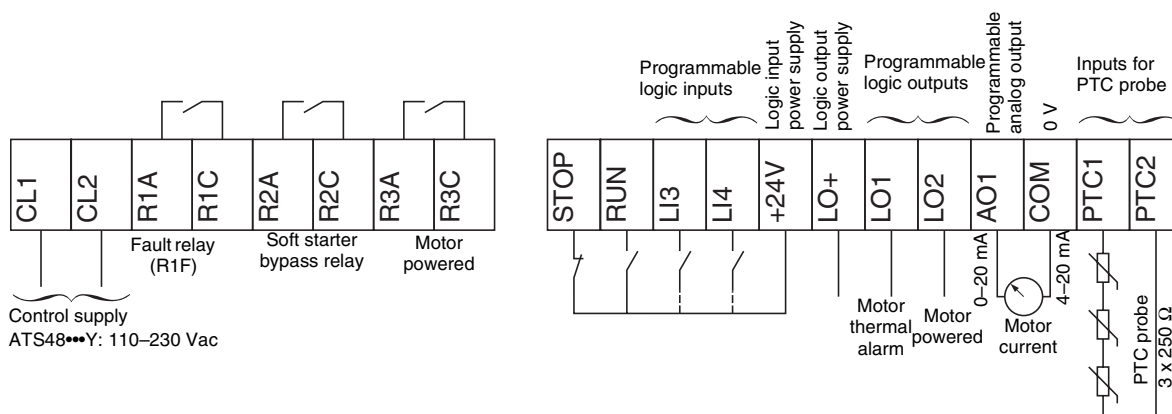 CL1
CL2
R1A
R1C
R2A
R2C
R3A
R3C
Fault relay
(R1F)
Soft starter
bypass relay
Motor
powered
Control supply
ATS48•••Y: 110–230 Vac
Programmable
logic inputs
Logic input
power supply
Logic output
power supply
Programmable
logic outputs
Programmable
analog output
0 V
Inputs for
PTC probe
STOP
RUN
LI3
LI4
+24V
LO+
LO1
LO2
AO1
COM
PTC1
PTC2
Motor
thermal
alarm
Motor
powered
0–20 mA
4–20 mA
Motor
current
PTC probe
3 x 250 Ω